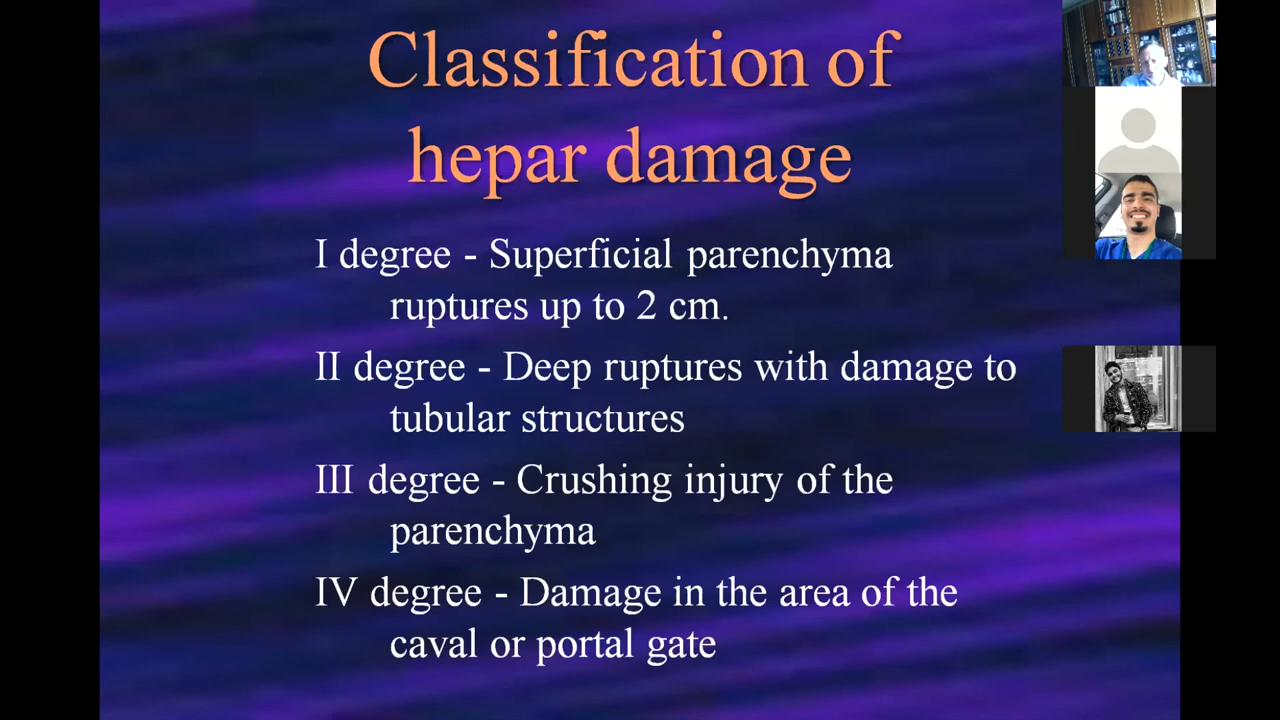 Classification of
hepar damage
I degree - Superficial parenchyma
ruptures up to 2 cm.
II degree - Deep ruptures with damage to
tubular structures
III degree - Crushing injury of the
parenchyma
IV degree - Damage in the area of the
caval or portal gate